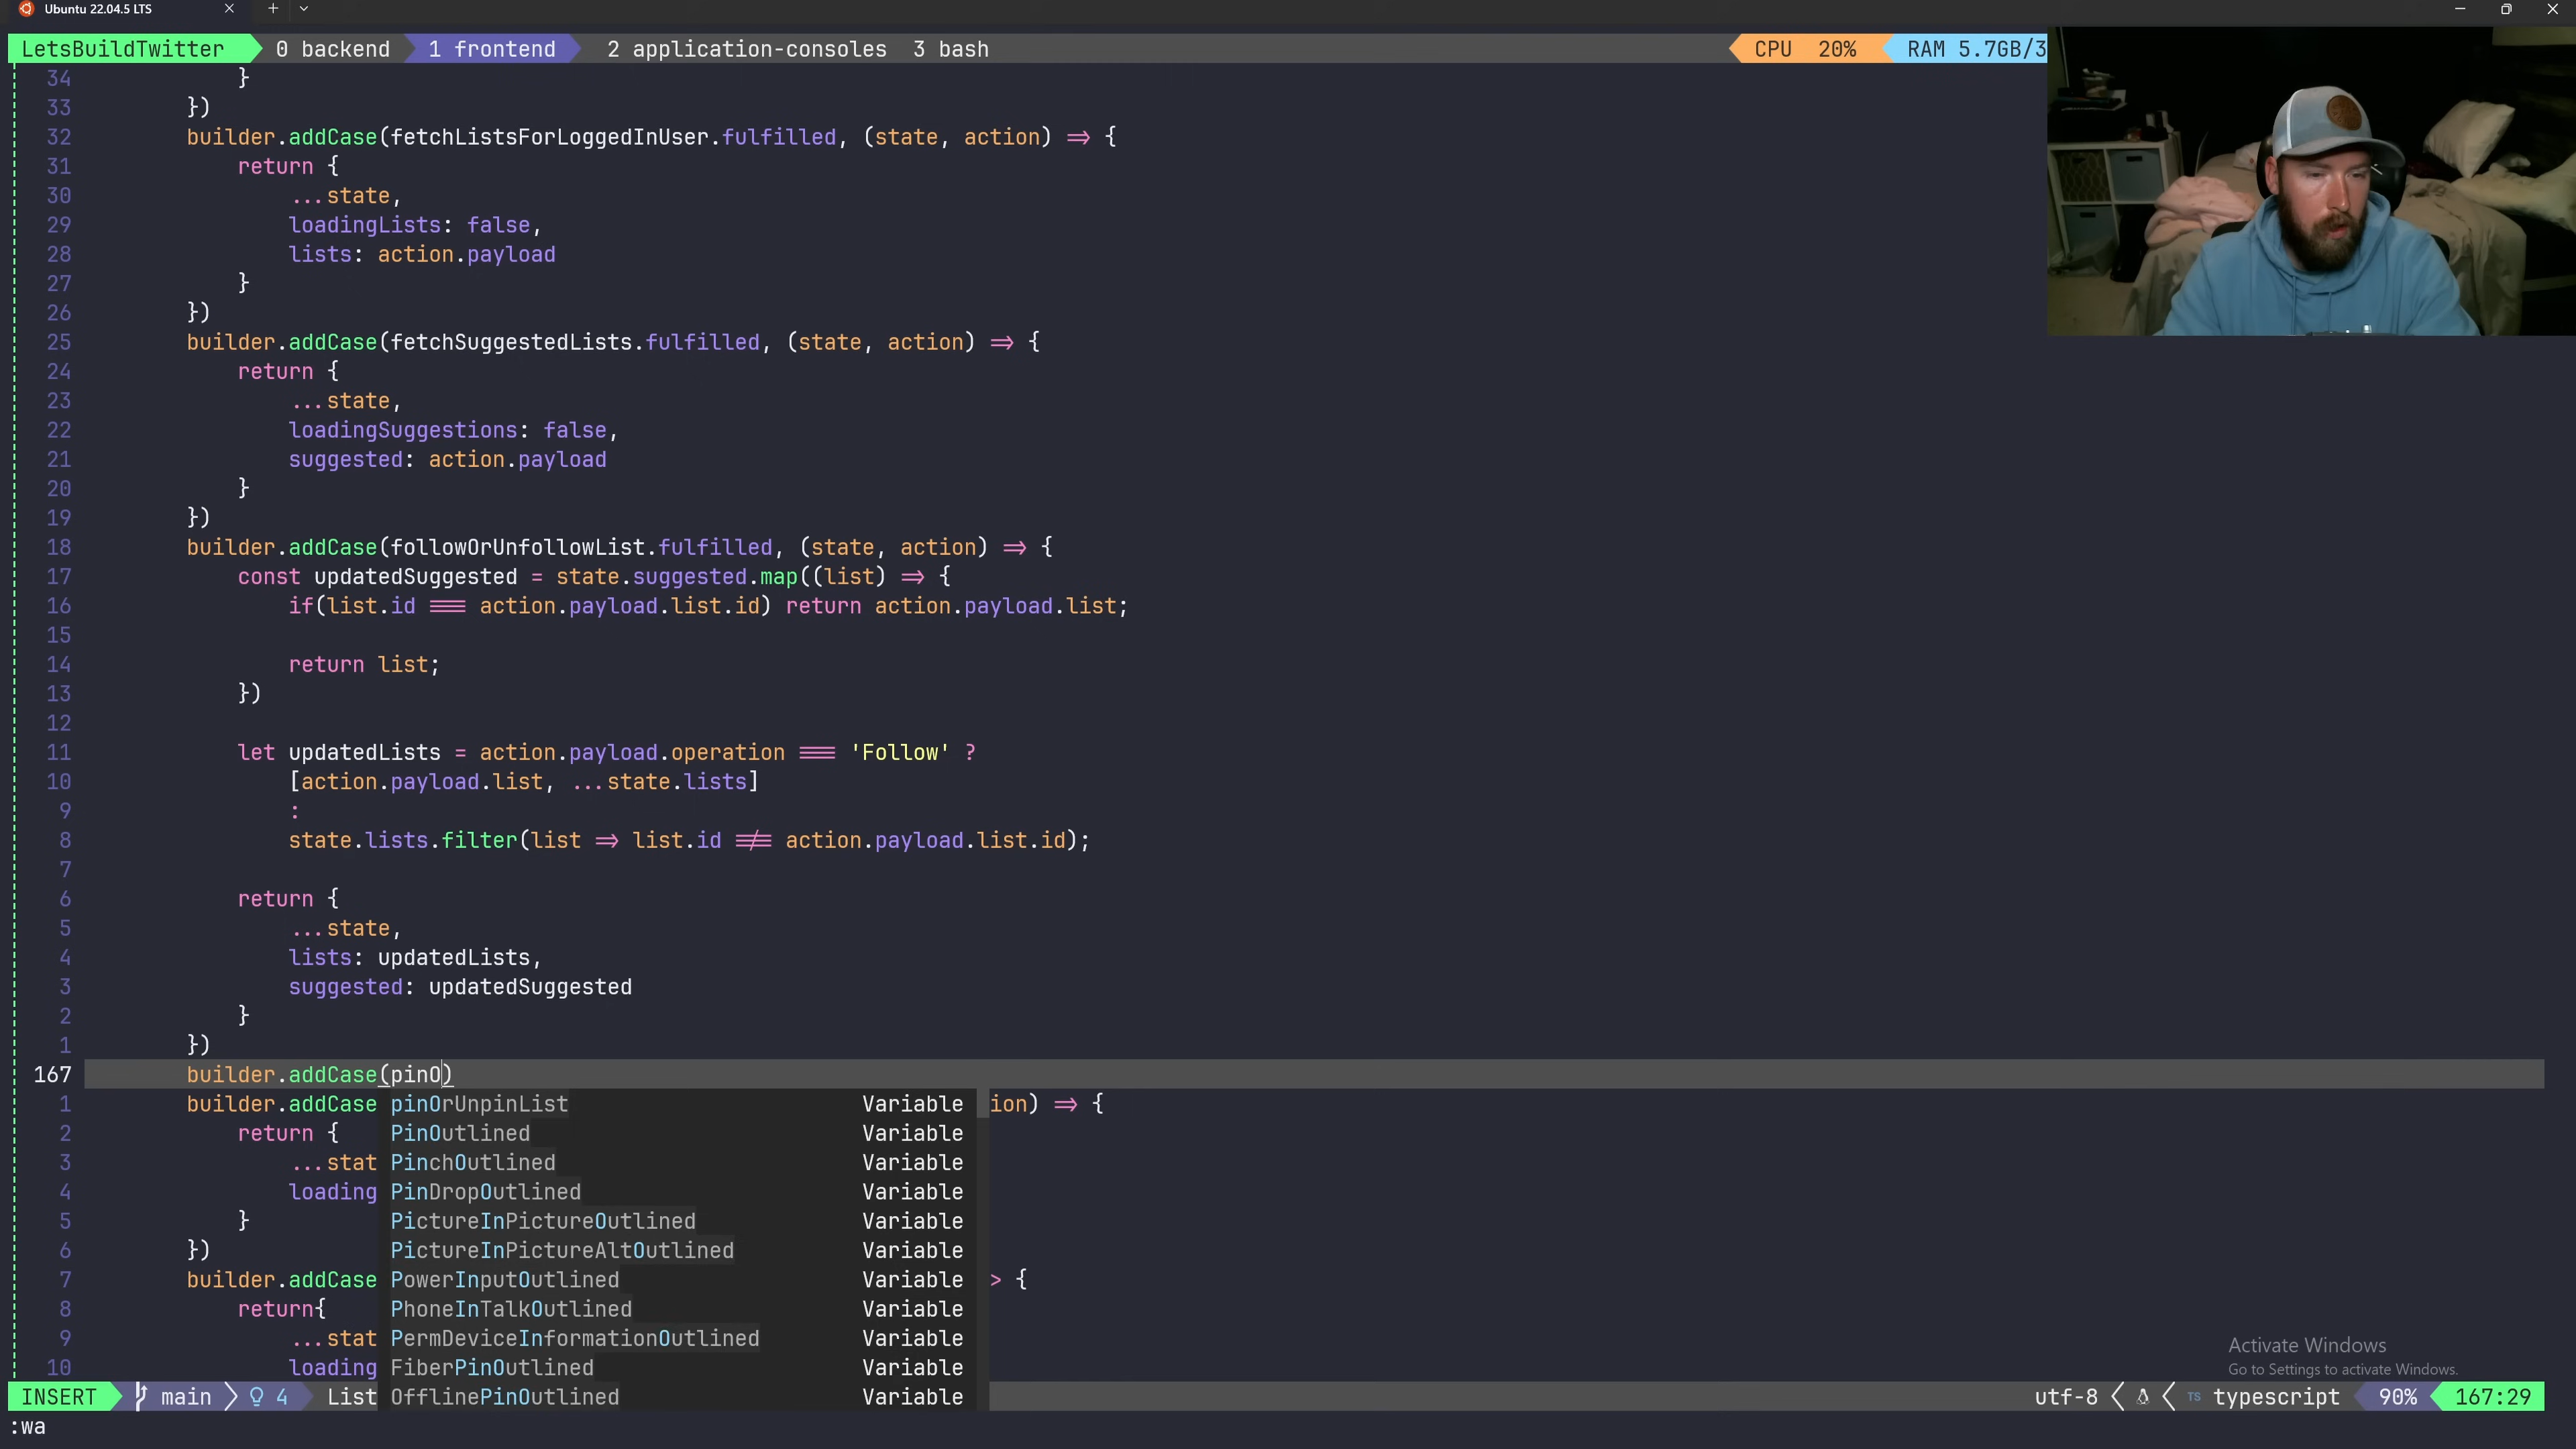 Ubuntu 22.04.5 LTS
LetsBuildTwitter 0 backend 1 frontend 2 application-consoles 3 bash CPU 20% RAM 5.7GB/3
34 }
33 })
32 builder.addCase(fetchListsForLoggedInUser.fulfilled, (state, action) => {
31 return {
30 ...state,
29 loadingLists: false,
28 lists: action.payload
27 }
26 })
25 builder.addCase(fetchSuggestedLists.fulfilled, (state, action) => {
24 return {
23 ...state,
22 loadingSuggestions: false,
21 suggested: action.payload
20 }
19 })
18 builder.addCase(followOrUnfollowList.fulfilled, (state, action) => {
17 const updatedSuggested = state.suggested.map((list) => {
16 if(list.id === action.payload.list.id) return action.payload.list;
15
14 return list;
13 })
12
11 let updatedLists = action.payload.operation === 'Follow' ?
10 [action.payload.list, ...state.lists]
9 :
8 state.lists.filter(list => list.id !== action.payload.list.id);
7
6 return {
5 ...state,
4 lists: updatedLists,
3 suggested: updatedSuggested
2 }
1 })
167 builder.addCase(pinO)
1 builder.addCase pinOrUnpinList Variable ion) => {
2 return { PinOutlined Variable
3 ...stat PinchOutlined Variable
4 loading PinDropOutlined Variable
5 } PictureInPictureOutlined Variable
6 }) PictureInPictureAltOutlined Variable
7 builder.addCase PowerInputOutlined Variable > {
8 return{ PhoneInTalkOutlined Variable
9 ...stat PermDeviceInformationOutlined Variable
10 loading FiberPinOutlined Variable
INSERT main 4 List OfflinePinOutlined Variable utf-8 TS typescript 90% 167:29
:wa
Activate Windows
Go to Settings to activate Windows.